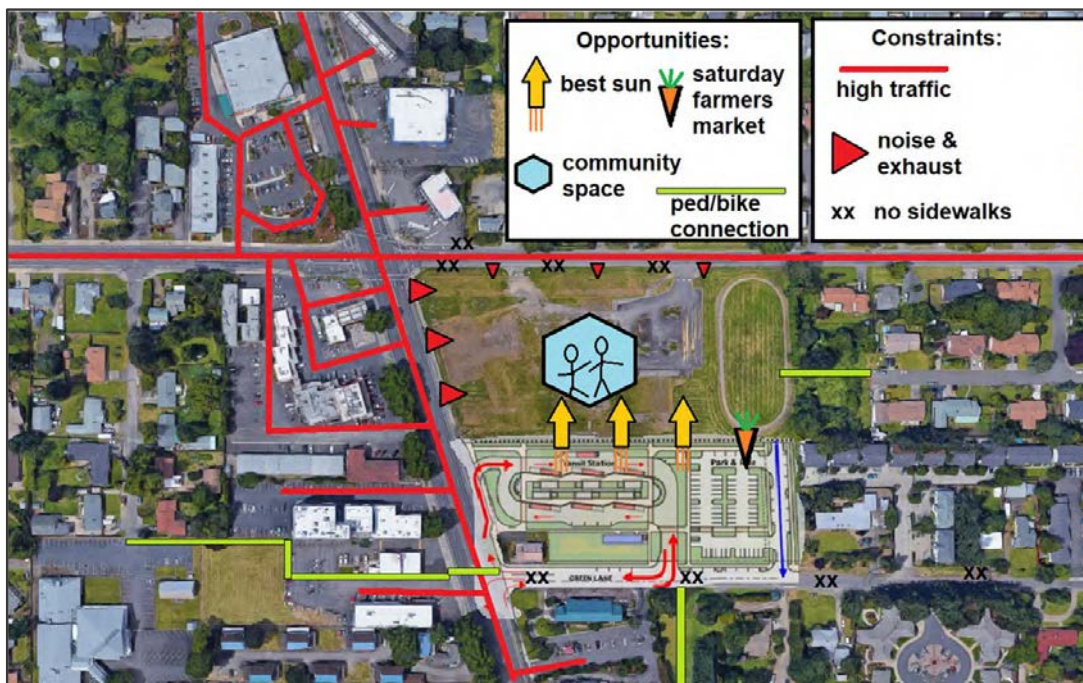 Opportunities:
best sun
saturday
farmers
market
community
space
ped/bike
connection
Constraints:
high traffic
noise &
exhaust
xx no sidewalks
xx
xx
xx
xx
Park &
xx
GREEN LANE
xx
xx
xx